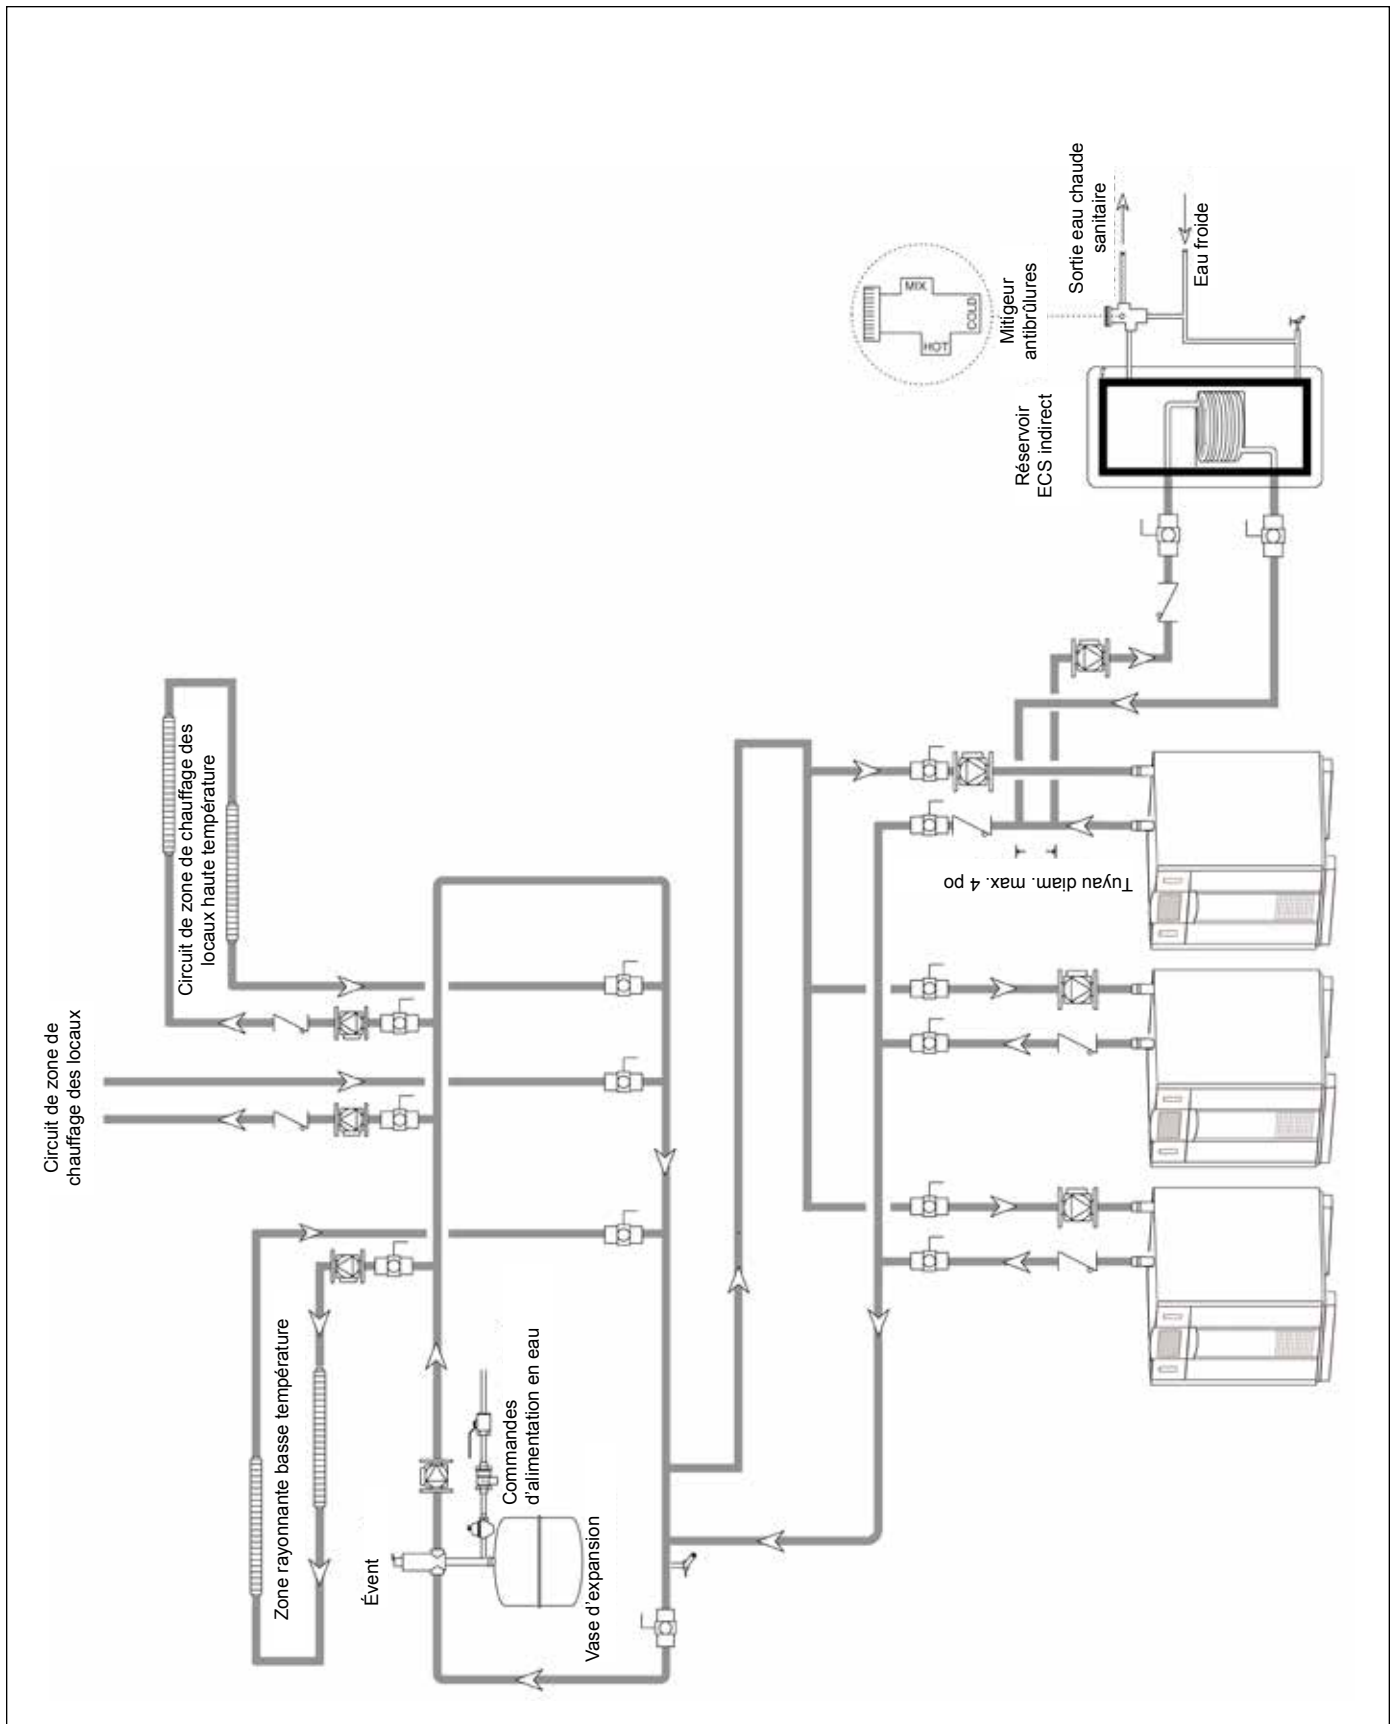 Circuit de zone de
chauffage des locaux
Circuit de zone de chauffage des
locaux haute température
Zone rayonnante basse température
Évent
Commandes
d’alimentation en eau
Vase d’expansion
MIX
HOT
COLD
Mitigeur
antibrûlures
Sortie eau chaude
sanitaire
Eau froide
Réservoir
ECS indirect
Tuyau diam. max. 4 po